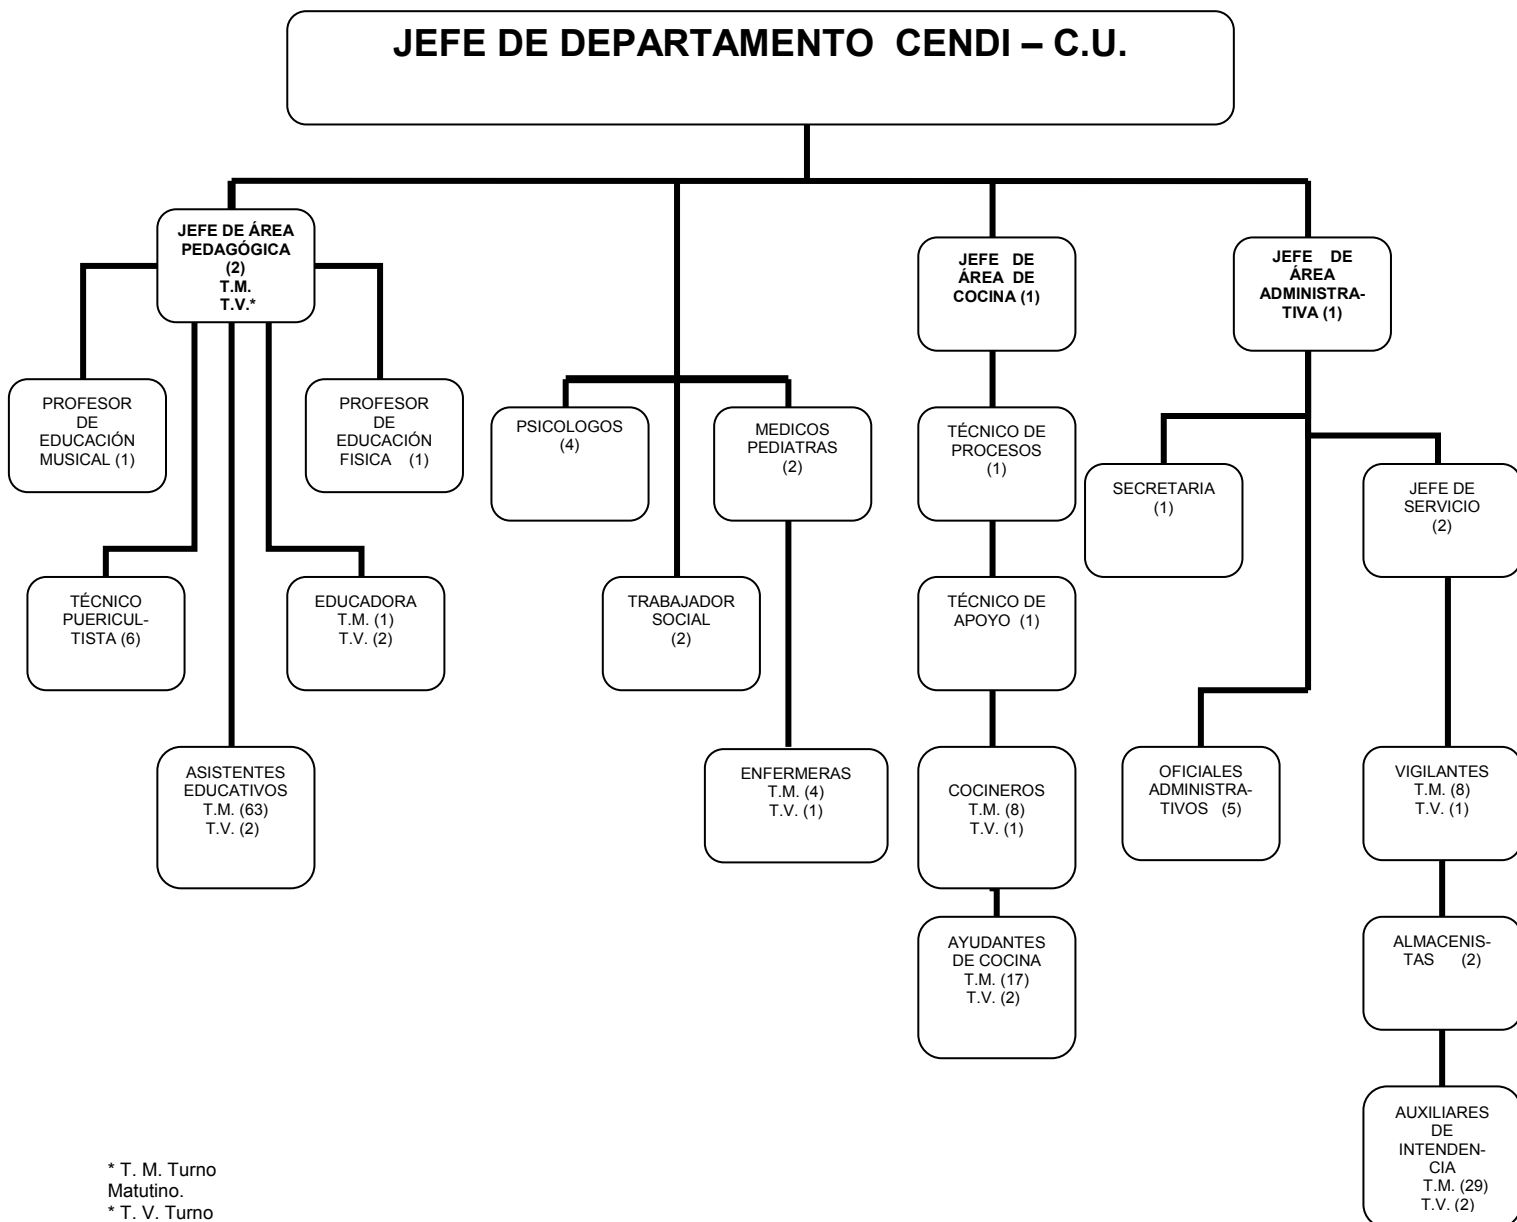 JEFE DE DEPARTAMENTO CENDI – C.U.
JEFE DE ÁREA
PEDAGÓGICA
(2)
T.M.
T.V.*
JEFE DE
ÁREA DE
COCINA (1)
JEFE DE
ÁREA
ADMINISTRA-
TIVA (1)
PROFESOR
DE
EDUCACIÓN
MUSICAL (1)
PROFESOR
DE
EDUCACIÓN
FISICA (1)
PSICOLOGOS
(4)
MEDICOS
PEDIATRAS
(2)
TÉCNICO DE
PROCESOS
(1)
SECRETARIA
(1)
JEFE DE
SERVICIO
(2)
TÉCNICO
PUERICUL-
TISTA (6)
EDUCADORA
T.M. (1)
T.V. (2)
TRABAJADOR
SOCIAL
(2)
TÉCNICO DE
APOYO (1)
ASISTENTES
EDUCATIVOS
T.M. (63)
T.V. (2)
ENFERMERAS
T.M. (4)
T.V. (1)
COCINEROS
T.M. (8)
T.V. (1)
OFICIALES
ADMINISTRA-
TIVOS (5)
VIGILANTES
T.M. (8)
T.V. (1)
AYUDANTES
DE COCINA
T.M. (17)
T.V. (2)
ALMACENIS-
TAS (2)
AUXILIARES
DE
INTENDEN-
CIA
T.M. (29)
T.V. (2)
* T. M. Turno
Matutino.
* T. V. Turno